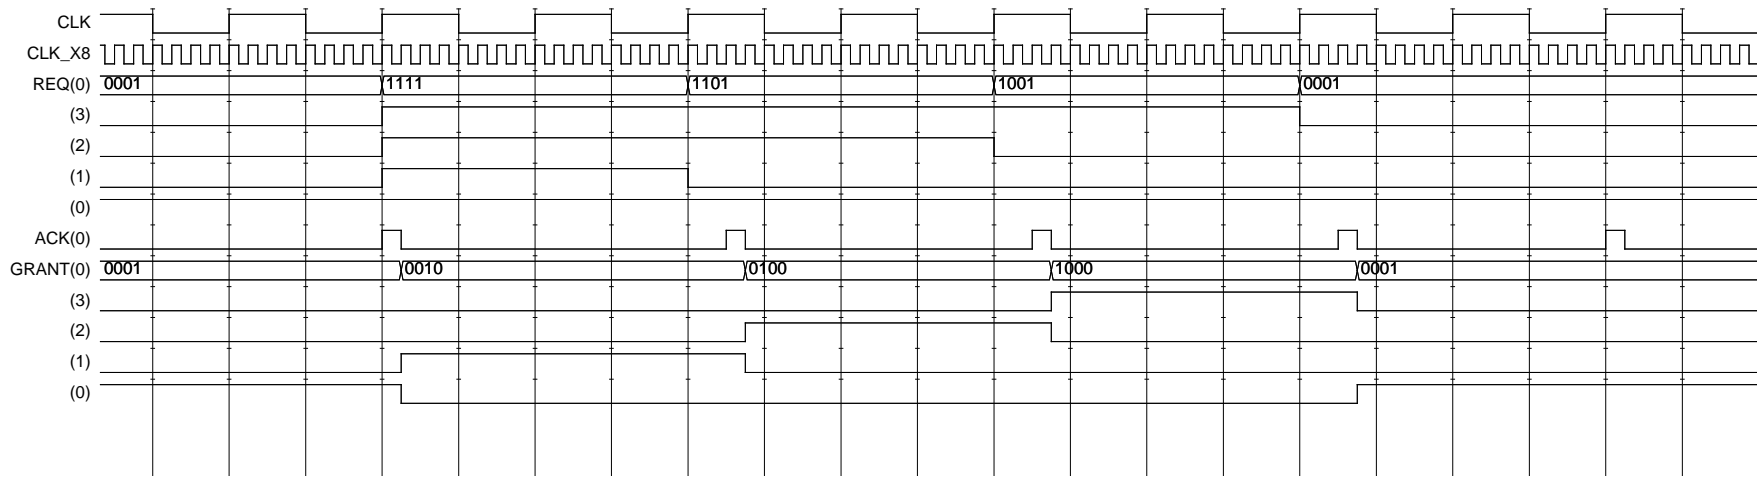 CLK
CLK_X8
REQ(0) 0001 1111 1101 1001 0001
(3)
(2)
(1)
(0)
ACK(0)
GRANT(0) 0001 0010 0100 1000 0001
(3)
(2)
(1)
(0)